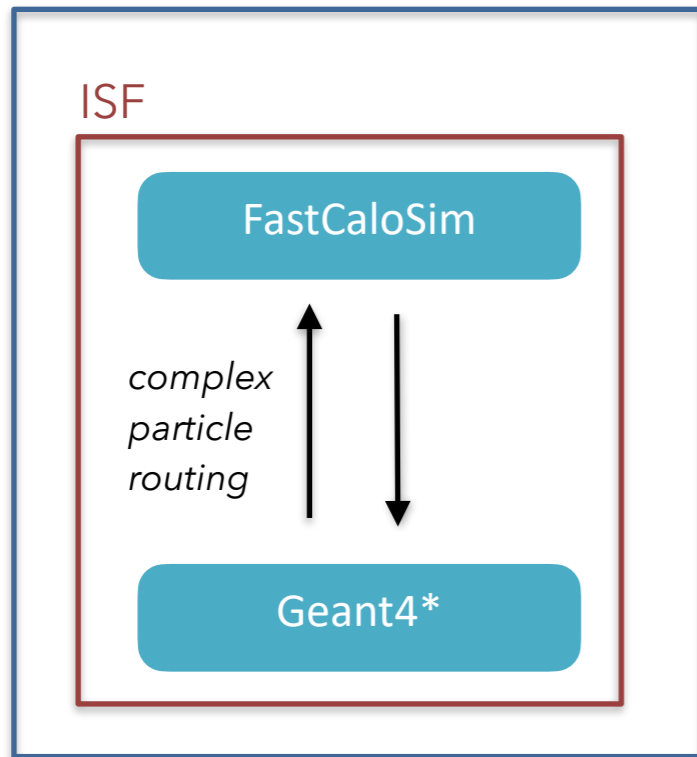 ISF
FastCaloSim
complex
particle
routing
Geant4*